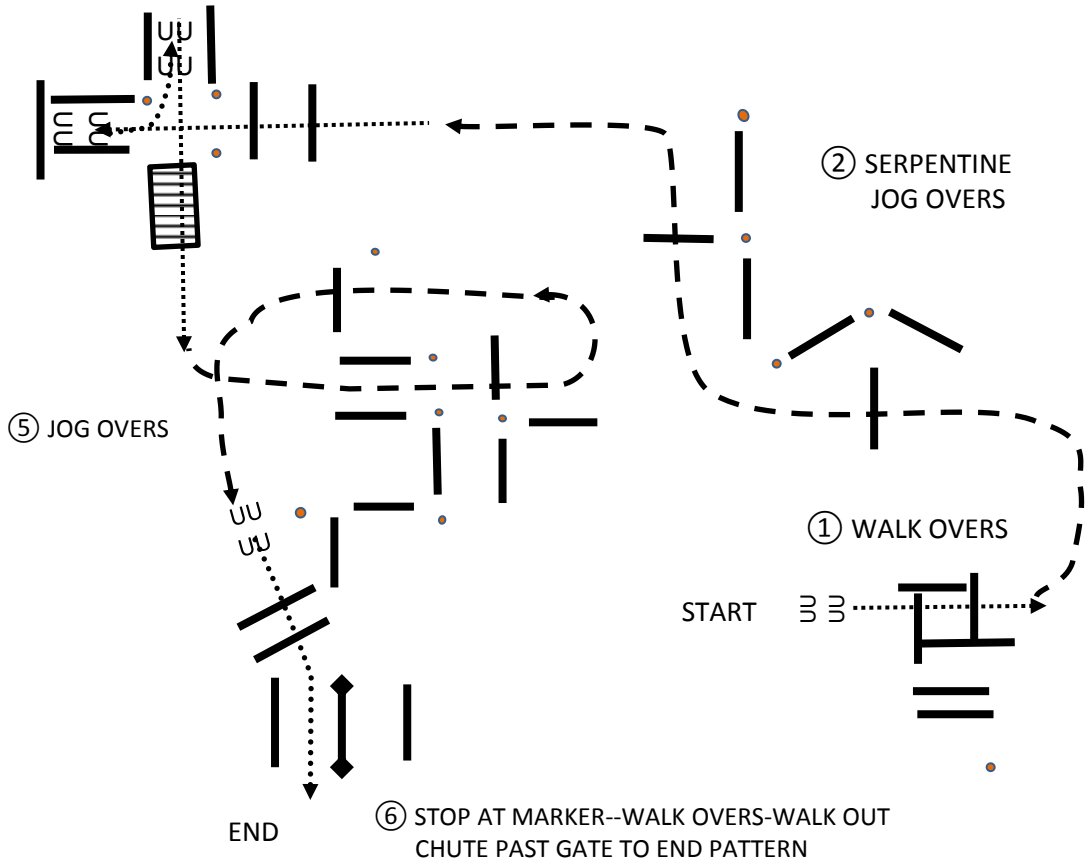 ② SERPENTINE
JOG OVERS
⑤ JOG OVERS
① WALK OVERS
START
END
⑥ STOP AT MARKER--WALK OVERS-WALK OUT
CHUTE PAST GATE TO END PATTERN